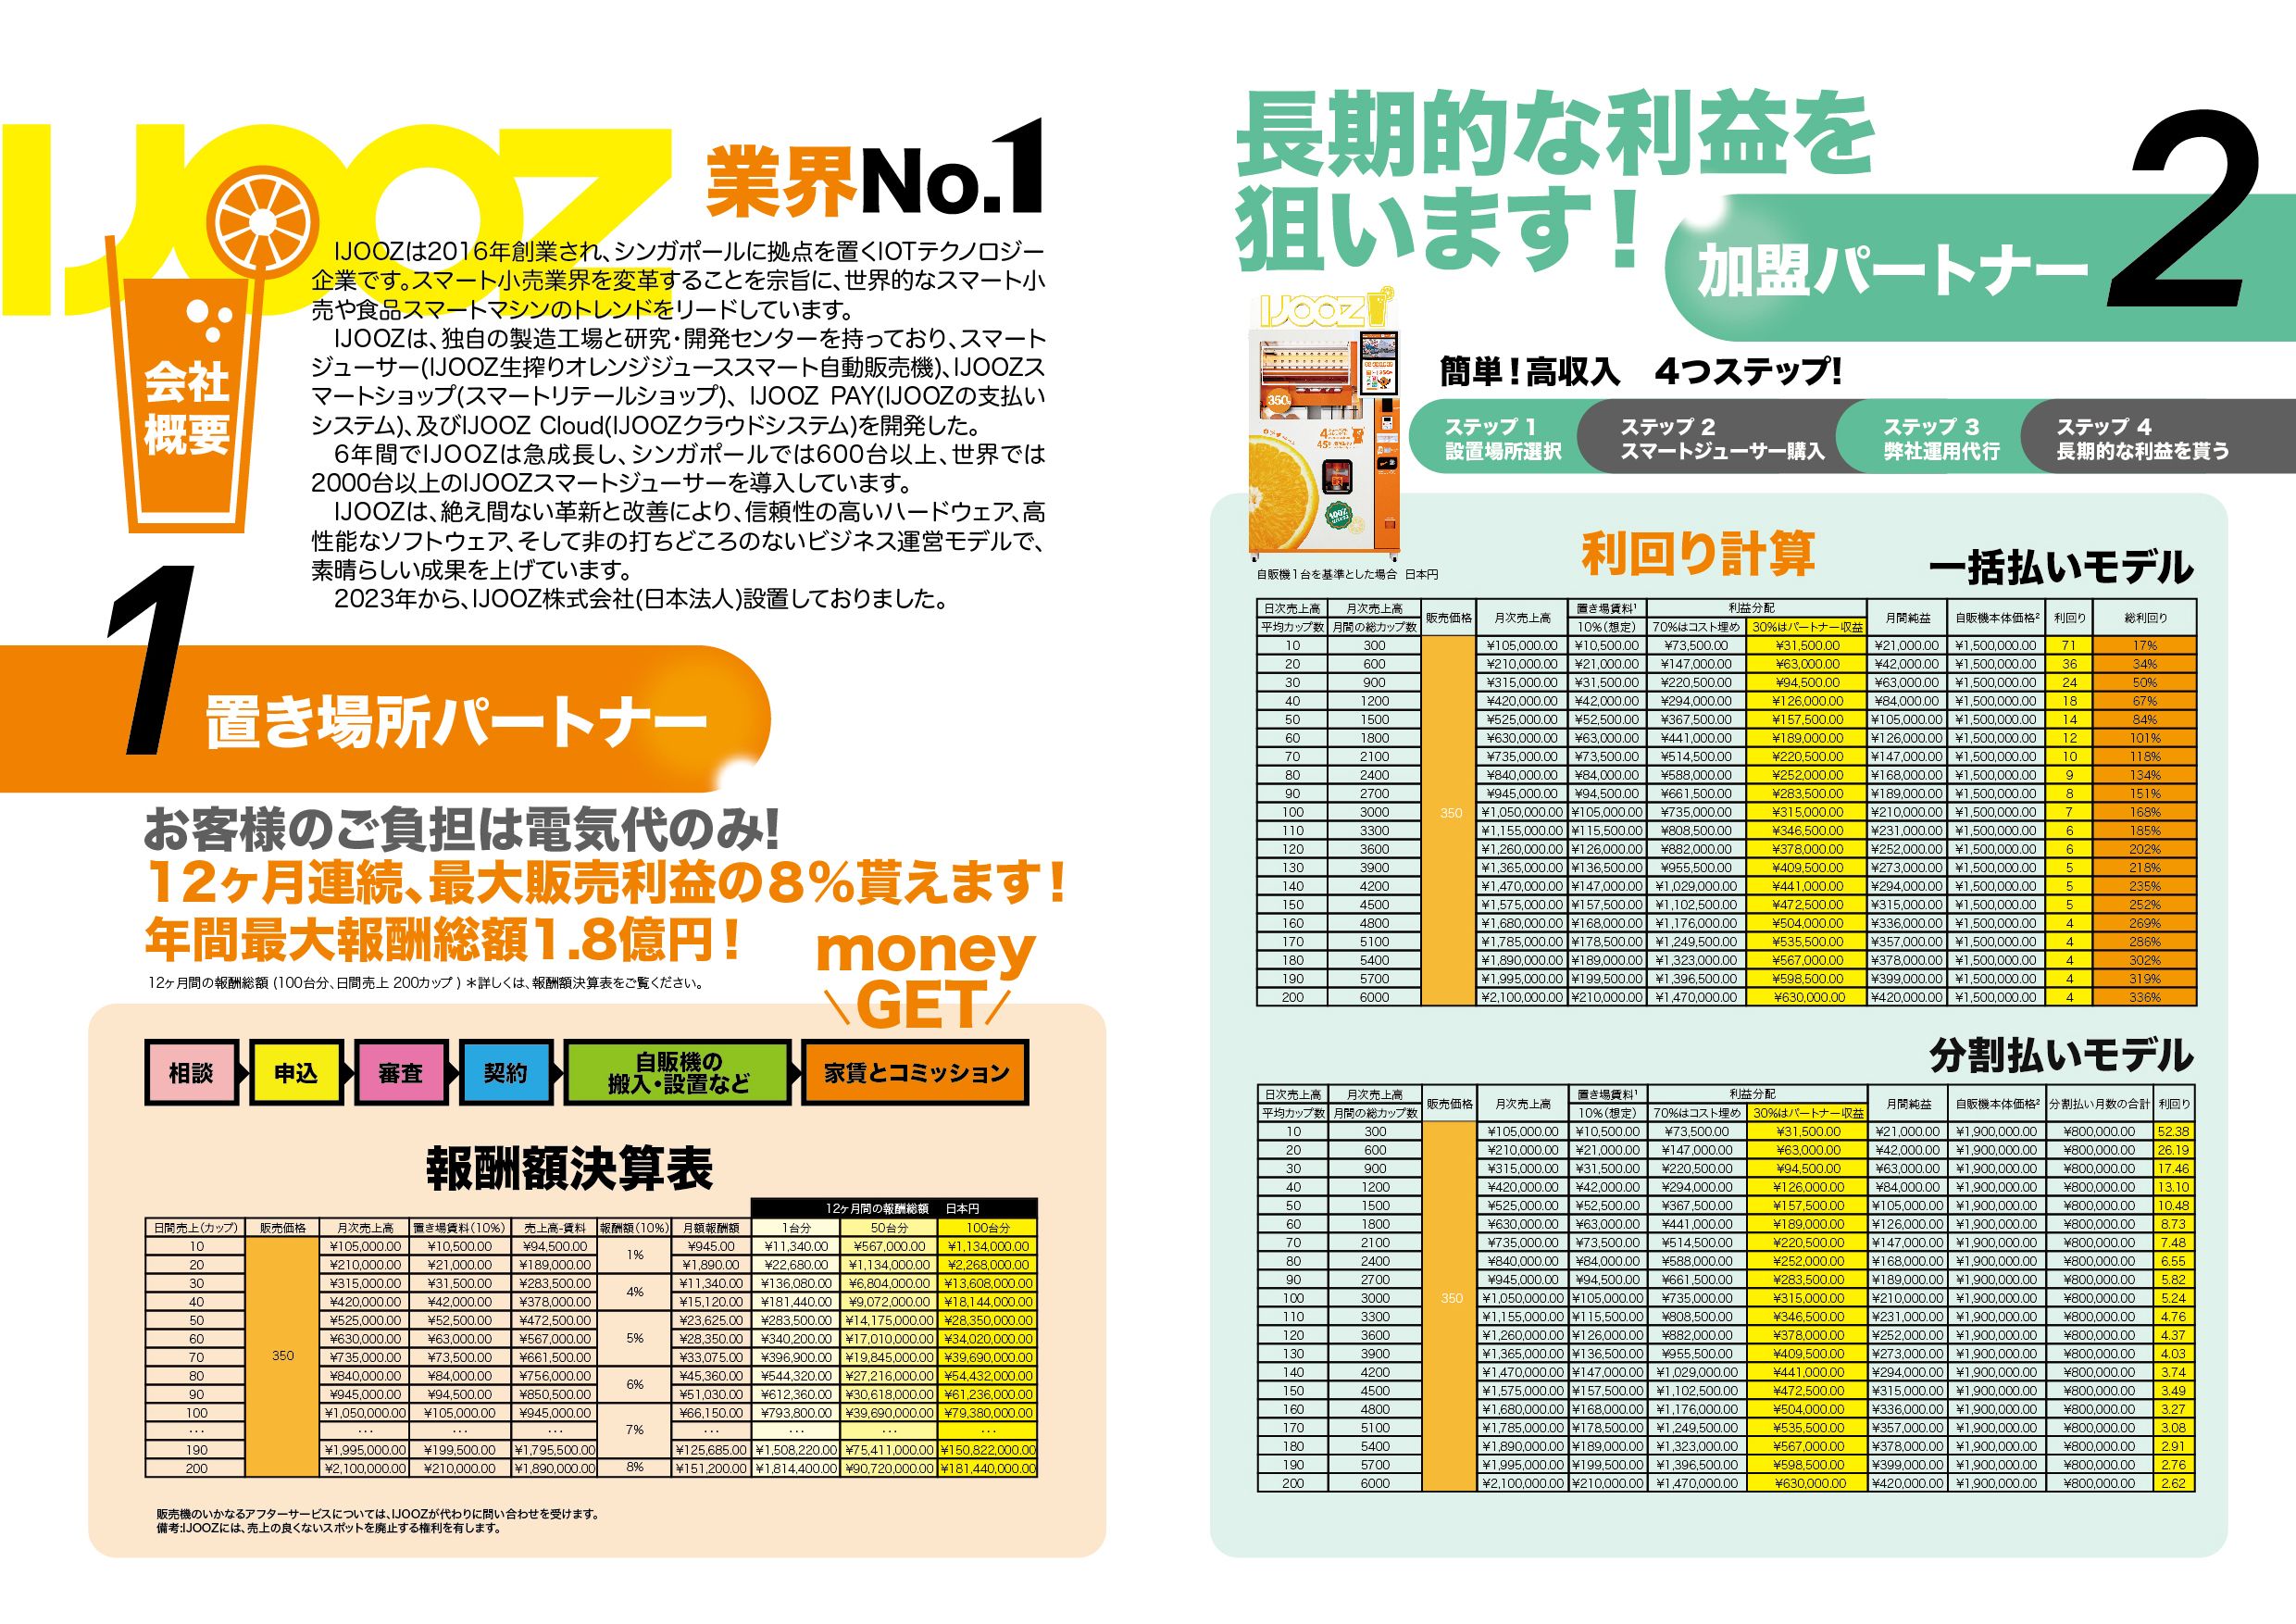 IJOOZ
業界No.1
会社
概要
　IJOOZは2016年創業され、シンガポールに拠点を置くIOTテクノロジー
企業です。スマート小売業界を変革することを宗旨に、世界的なスマート小
売や食品スマートマシンのトレンドをリードしています。
　IJOOZは、独自の製造工場と研究・開発センターを持っており、スマート
ジューサー(IJOOZ生搾りオレンジジューススマート自動販売機)、IJOOZス
マートショップ(スマートリテールショップ)、IJOOZ PAY(IJOOZの支払い
システム)、及びIJOOZ Cloud(IJOOZクラウドシステム)を開発した。
　6年間でIJOOZは急成長し、シンガポールでは600台以上、世界では
2000台以上のIJOOZスマートジューサーを導入しています。
　IJOOZは、絶え間ない革新と改善により、信頼性の高いハードウェア、高
性能なソフトウェア、そして非の打ちどころのないビジネス運営モデルで、
素晴らしい成果を上げています。
　2023年から、IJOOZ株式会社(日本法人)設置しておりました。
1 置き場所パートナー
お客様のご負担は電気代のみ!
12ヶ月連続、最大販売利益の8%貰えます!
年間最大報酬総額1.8億円!
12ヶ月間の報酬総額 (100台分、日間売上 200カップ ) *詳しくは、報酬額決算表をご覧ください。
money
GET
相談 申込 審査 契約 自販機の
搬入・設置など 家賃とコミッション
報酬額決算表
12ヶ月間の報酬総額 日本円
日間売上(カップ) 販売価格 月次売上高 置き場賃料(10%) 売上高-賃料 報酬額(10%) 月額報酬額 1台分 50台分 100台分
10 ¥105,000.00 ¥10,500.00 ¥94,500.00 1% ¥945.00 ¥11,340.00 ¥567,000.00 ¥1,134,000.00
20 ¥210,000.00 ¥21,000.00 ¥189,000.00 ¥1,890.00 ¥22,680.00 ¥1,134,000.00 ¥2,268,000.00
30 ¥315,000.00 ¥31,500.00 ¥283,500.00 4% ¥11,340.00 ¥136,080.00 ¥6,804,000.00 ¥13,608,000.00
40 ¥420,000.00 ¥42,000.00 ¥378,000.00 ¥15,120.00 ¥181,440.00 ¥9,072,000.00 ¥18,144,000.00
50 ¥525,000.00 ¥52,500.00 ¥472,500.00 ¥23,625.00 ¥283,500.00 ¥14,175,000.00 ¥28,350,000.00
60 ¥630,000.00 ¥63,000.00 ¥567,000.00 5% ¥28,350.00 ¥340,200.00 ¥17,010,000.00 ¥34,020,000.00
70 350 ¥735,000.00 ¥73,500.00 ¥661,500.00 ¥33,075.00 ¥396,900.00 ¥19,845,000.00 ¥39,690,000.00
80 ¥840,000.00 ¥84,000.00 ¥756,000.00 6% ¥45,360.00 ¥544,320.00 ¥27,216,000.00 ¥54,432,000.00
90 ¥945,000.00 ¥94,500.00 ¥850,500.00 ¥51,030.00 ¥612,360.00 ¥30,618,000.00 ¥61,236,000.00
100 ¥1,050,000.00 ¥105,000.00 ¥945,000.00 ¥66,150.00 ¥793,800.00 ¥39,690,000.00 ¥79,380,000.00
... ... ... ... 7% ... ... ... ...
190 ¥1,995,000.00 ¥199,500.00 ¥1,795,500.00 ¥125,685.00 ¥1,508,220.00 ¥75,411,000.00 ¥150,822,000.00
200 ¥2,100,000.00 ¥210,000.00 ¥1,890,000.00 8% ¥151,200.00 ¥1,814,400.00 ¥90,720,000.00 ¥181,440,000.00
販売機のいかなるアフターサービスについては、IJOOZが代わりに問い合わせを受けます。
備考:IJOOZには、売上の良くないスポットを廃止する権利を有します。
長期的な利益を
狙います!
加盟パートナー 2
IJOOZ
350
簡単!高収入　4つステップ!
ステップ 1
設置場所選択
ステップ 2
スマートジューサー購入
ステップ 3
弊社運用代行
ステップ 4
長期的な利益を貰う
自販機1台を基準とした場合 日本円
利回り計算
一括払いモデル
日次売上高 月次売上高 販売価格 月次売上高 置き場賃料¹ 利益分配 月間純益 自販機本体価格² 利回り 総利回り
平均カップ数 月間の総カップ数 10%(想定) 70%はコスト埋め 30%はパートナー収益
10 300 ¥105,000.00 ¥10,500.00 ¥73,500.00 ¥31,500.00 ¥21,000.00 ¥1,500,000.00 71 17%
20 600 ¥210,000.00 ¥21,000.00 ¥147,000.00 ¥63,000.00 ¥42,000.00 ¥1,500,000.00 36 34%
30 900 ¥315,000.00 ¥31,500.00 ¥220,500.00 ¥94,500.00 ¥63,000.00 ¥1,500,000.00 24 50%
40 1200 ¥420,000.00 ¥42,000.00 ¥294,000.00 ¥126,000.00 ¥84,000.00 ¥1,500,000.00 18 67%
50 1500 ¥525,000.00 ¥52,500.00 ¥367,500.00 ¥157,500.00 ¥105,000.00 ¥1,500,000.00 14 84%
60 1800 ¥630,000.00 ¥63,000.00 ¥441,000.00 ¥189,000.00 ¥126,000.00 ¥1,500,000.00 12 101%
70 2100 ¥735,000.00 ¥73,500.00 ¥514,500.00 ¥220,500.00 ¥147,000.00 ¥1,500,000.00 10 118%
80 2400 ¥840,000.00 ¥84,000.00 ¥588,000.00 ¥252,000.00 ¥168,000.00 ¥1,500,000.00 9 134%
90 2700 ¥945,000.00 ¥94,500.00 ¥661,500.00 ¥283,500.00 ¥189,000.00 ¥1,500,000.00 8 151%
100 3000 350 ¥1,050,000.00 ¥105,000.00 ¥735,000.00 ¥315,000.00 ¥210,000.00 ¥1,500,000.00 7 168%
110 3300 ¥1,155,000.00 ¥115,500.00 ¥808,500.00 ¥346,500.00 ¥231,000.00 ¥1,500,000.00 6 185%
120 3600 ¥1,260,000.00 ¥126,000.00 ¥882,000.00 ¥378,000.00 ¥252,000.00 ¥1,500,000.00 6 202%
130 3900 ¥1,365,000.00 ¥136,500.00 ¥955,500.00 ¥409,500.00 ¥273,000.00 ¥1,500,000.00 5 218%
140 4200 ¥1,470,000.00 ¥147,000.00 ¥1,029,000.00 ¥441,000.00 ¥294,000.00 ¥1,500,000.00 5 235%
150 4500 ¥1,575,000.00 ¥157,500.00 ¥1,102,500.00 ¥472,500.00 ¥315,000.00 ¥1,500,000.00 5 252%
160 4800 ¥1,680,000.00 ¥168,000.00 ¥1,176,000.00 ¥504,000.00 ¥336,000.00 ¥1,500,000.00 4 269%
170 5100 ¥1,785,000.00 ¥178,500.00 ¥1,249,500.00 ¥535,500.00 ¥357,000.00 ¥1,500,000.00 4 286%
180 5400 ¥1,890,000.00 ¥189,000.00 ¥1,323,000.00 ¥567,000.00 ¥378,000.00 ¥1,500,000.00 4 302%
190 5700 ¥1,995,000.00 ¥199,500.00 ¥1,396,500.00 ¥598,500.00 ¥399,000.00 ¥1,500,000.00 4 319%
200 6000 ¥2,100,000.00 ¥210,000.00 ¥1,470,000.00 ¥630,000.00 ¥420,000.00 ¥1,500,000.00 4 336%
分割払いモデル
日次売上高 月次売上高 販売価格 月次売上高 置き場賃料¹ 利益分配 月間純益 自販機本体価格² 分割払い月数の合計 利回り
平均カップ数 月間の総カップ数 10%(想定) 70%はコスト埋め 30%はパートナー収益
10 300 ¥105,000.00 ¥10,500.00 ¥73,500.00 ¥31,500.00 ¥21,000.00 ¥1,900,000.00 ¥800,000.00 52.38
20 600 ¥210,000.00 ¥21,000.00 ¥147,000.00 ¥63,000.00 ¥42,000.00 ¥1,900,000.00 ¥800,000.00 26.19
30 900 ¥315,000.00 ¥31,500.00 ¥220,500.00 ¥94,500.00 ¥63,000.00 ¥1,900,000.00 ¥800,000.00 17.46
40 1200 ¥420,000.00 ¥42,000.00 ¥294,000.00 ¥126,000.00 ¥84,000.00 ¥1,900,000.00 ¥800,000.00 13.10
50 1500 ¥525,000.00 ¥52,500.00 ¥367,500.00 ¥157,500.00 ¥105,000.00 ¥1,900,000.00 ¥800,000.00 10.48
60 1800 ¥630,000.00 ¥63,000.00 ¥441,000.00 ¥189,000.00 ¥126,000.00 ¥1,900,000.00 ¥800,000.00 8.73
70 2100 ¥735,000.00 ¥73,500.00 ¥514,500.00 ¥220,500.00 ¥147,000.00 ¥1,900,000.00 ¥800,000.00 7.48
80 2400 ¥840,000.00 ¥84,000.00 ¥588,000.00 ¥252,000.00 ¥168,000.00 ¥1,900,000.00 ¥800,000.00 6.55
90 2700 ¥945,000.00 ¥94,500.00 ¥661,500.00 ¥283,500.00 ¥189,000.00 ¥1,900,000.00 ¥800,000.00 5.82
100 3000 350 ¥1,050,000.00 ¥105,000.00 ¥735,000.00 ¥315,000.00 ¥210,000.00 ¥1,900,000.00 ¥800,000.00 5.24
110 3300 ¥1,155,000.00 ¥115,500.00 ¥808,500.00 ¥346,500.00 ¥231,000.00 ¥1,900,000.00 ¥800,000.00 4.76
120 3600 ¥1,260,000.00 ¥126,000.00 ¥882,000.00 ¥378,000.00 ¥252,000.00 ¥1,900,000.00 ¥800,000.00 4.37
130 3900 ¥1,365,000.00 ¥136,500.00 ¥955,500.00 ¥409,500.00 ¥273,000.00 ¥1,900,000.00 ¥800,000.00 4.03
140 4200 ¥1,470,000.00 ¥147,000.00 ¥1,029,000.00 ¥441,000.00 ¥294,000.00 ¥1,900,000.00 ¥800,000.00 3.74
150 4500 ¥1,575,000.00 ¥157,500.00 ¥1,102,500.00 ¥472,500.00 ¥315,000.00 ¥1,900,000.00 ¥800,000.00 3.49
160 4800 ¥1,680,000.00 ¥168,000.00 ¥1,176,000.00 ¥504,000.00 ¥336,000.00 ¥1,900,000.00 ¥800,000.00 3.27
170 5100 ¥1,785,000.00 ¥178,500.00 ¥1,249,500.00 ¥535,500.00 ¥357,000.00 ¥1,900,000.00 ¥800,000.00 3.08
180 5400 ¥1,890,000.00 ¥189,000.00 ¥1,323,000.00 ¥567,000.00 ¥378,000.00 ¥1,900,000.00 ¥800,000.00 2.91
190 5700 ¥1,995,000.00 ¥199,500.00 ¥1,396,500.00 ¥598,500.00 ¥399,000.00 ¥1,900,000.00 ¥800,000.00 2.76
200 6000 ¥2,100,000.00 ¥210,000.00 ¥1,470,000.00 ¥630,000.00 ¥420,000.00 ¥1,900,000.00 ¥800,000.00 2.62